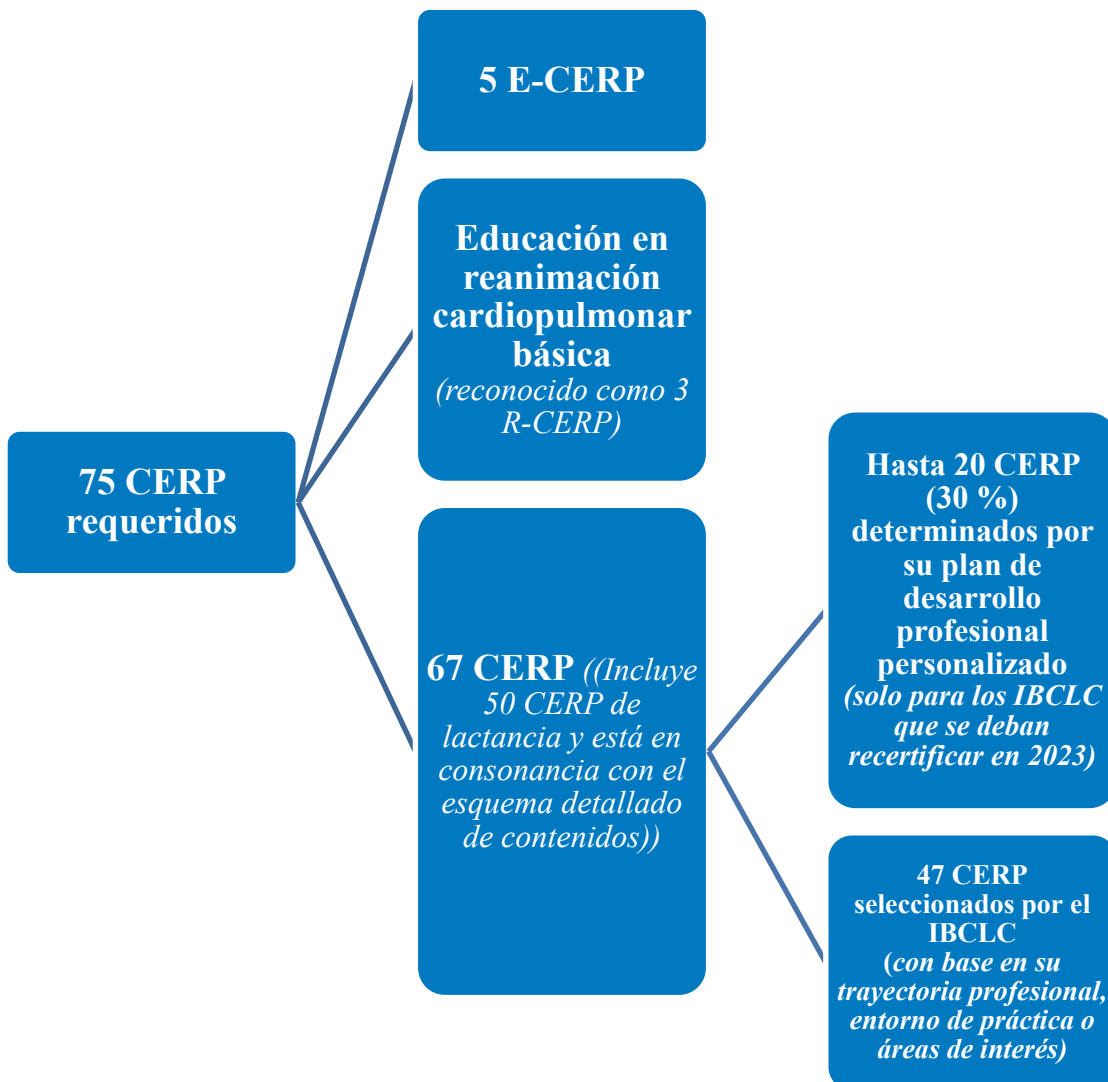 5 E-CERP
Educación en
reanimación
cardiopulmonar
básica
(reconocido como 3
R-CERP)
75 CERP
requeridos
67 CERP ((Incluye
50 CERP de
lactancia y está en
consonancia con el
esquema detallado
de contenidos))
Hasta 20 CERP
(30 %)
determinados por
su plan de
desarrollo
profesional
personalizado
(solo para los IBCLC
que se deban
recertificar en 2023)
47 CERP
seleccionados por el
IBCLC
(con base en su
trayectoria profesional,
entorno de práctica o
áreas de interés)